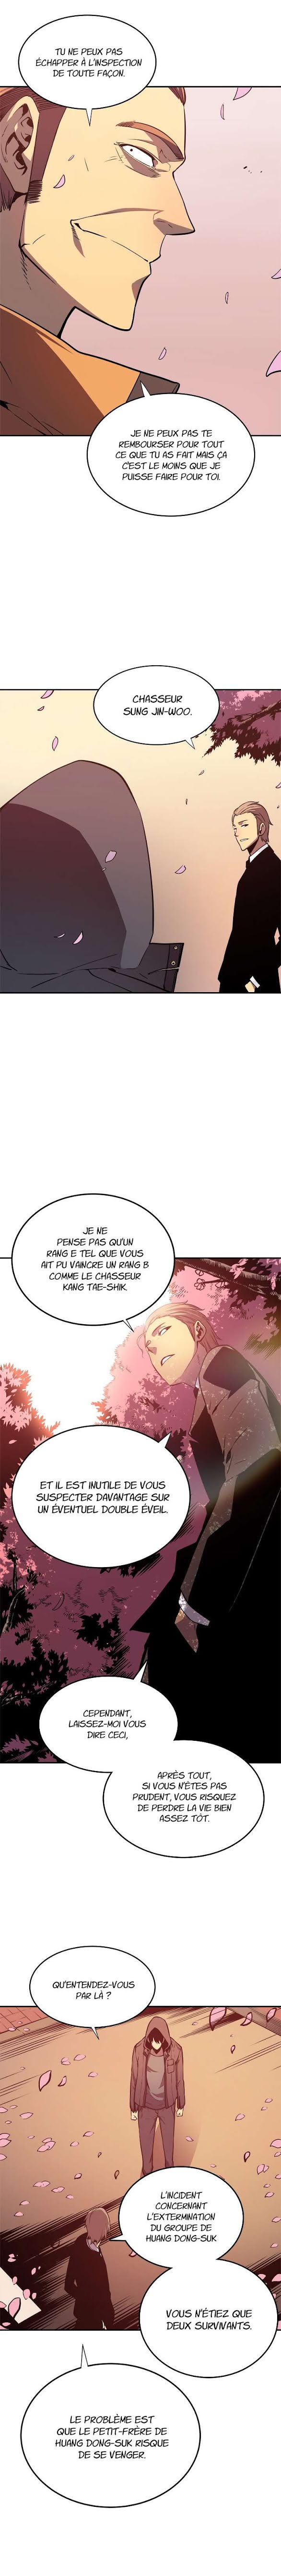 TU NE PEUX PAS
ÉCHAPPER À L'INSPECTION
DE TOUTE FAÇON.
JE NE PEUX PAS TE
REMBOURSER POUR TOUT
CE QUE TU AS FAIT MAIS ÇA
C'EST LE MOINS QUE JE
PUISSE FAIRE POUR TOI.
CHASSEUR
SUNG JIN-WOO.
JE NE
PENSE PAS QU'UN
RANG E TEL QUE VOUS
AIT PU VAINCRE UN RANG B
COMME LE CHASSEUR
KANG TAE-SHIK.
ET IL EST INUTILE DE VOUS
SUSPECTER DAVANTAGE SUR
UN ÉVENTUEL DOUBLE ÉVEIL.
CEPENDANT,
LAISSEZ-MOI VOUS
DIRE CECI,
APRÈS TOUT,
SI VOUS N'ÊTES PAS
PRUDENT, VOUS RISQUEZ
DE PERDRE LA VIE BIEN
ASSEZ TÔT.
QU'ENTENDEZ-VOUS
PAR LÀ ?
L'INCIDENT
CONCERNANT
L'EXTERMINATION
DU GROUPE DE
HUANG DONG-SUK
VOUS N'ÉTIEZ QUE
DEUX SURVIVANTS.
LE PROBLÈME EST
QUE LE PETIT-FRÈRE DE
HUANG DONG-SUK RISQUE
DE SE VENGER.